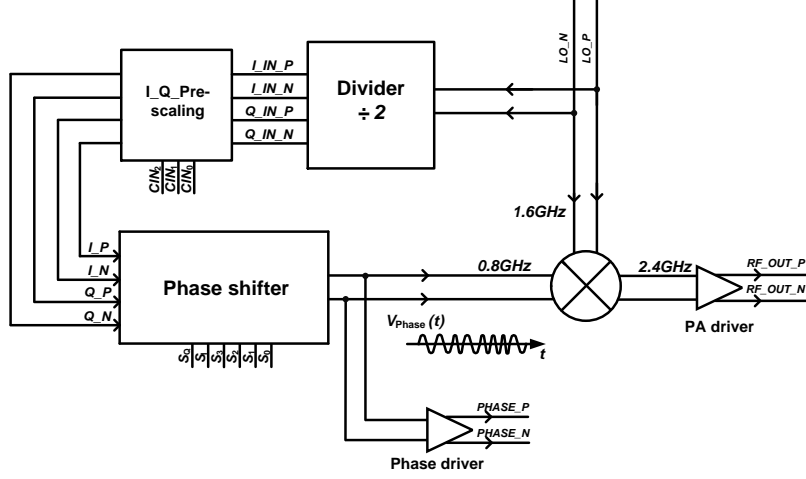 LO_N
LO_P
I_Q_Pre-
scaling
I_IN_P
I_IN_N
Q_IN_P
Q_IN_N
Divider
÷ 2
CIN2
CIN1
CIN0
1.6GHz
I_P
I_N
Q_P
Q_N
Phase shifter
0.8GHz
2.4GHz
RF_OUT_P
RF_OUT_N
PA driver
VPhase (t)
t
SQ
SI
S3
S2
S1
S0
PHASE_P
PHASE_N
Phase driver